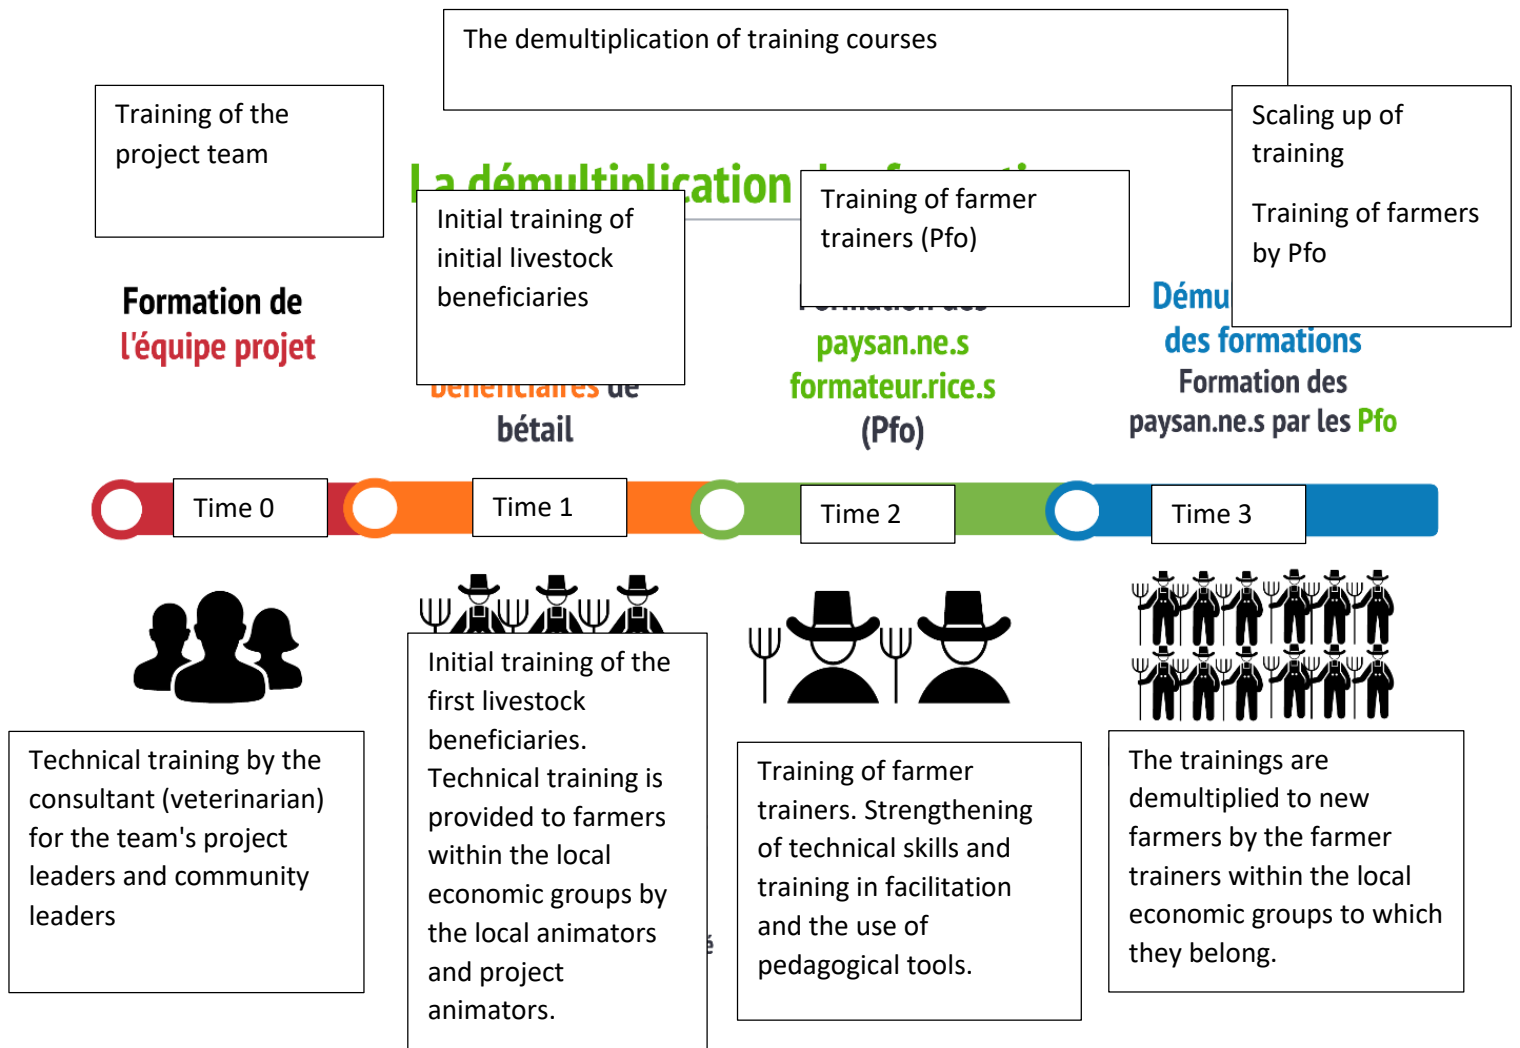 The demultiplication of training courses
Training of the
project team
Scaling up of
training
Training of farmers
by Pfo
La démultiplication
Initial training of
initial livestock
beneficiaries
Training of farmer
trainers (Pfo)
Formation de
l'équipe projet
bénéficiaires de
bétail
Formation des
paysan.ne.s
formateur.rice.s
(Pfo)
des formations
Formation des
paysan.ne.s par les Pfo
Time 0
Time 1
Time 2
Time 3
Technical training by the
consultant (veterinarian)
for the team's project
leaders and community
leaders
Initial training of the
first livestock
beneficiaries.
Technical training is
provided to farmers
within the local
economic groups by
the local animators
and project
animators.
Training of farmer
trainers. Strengthening
of technical skills and
training in facilitation
and the use of
pedagogical tools.
The trainings are
demultiplied to new
farmers by the farmer
trainers within the local
economic groups to which
they belong.